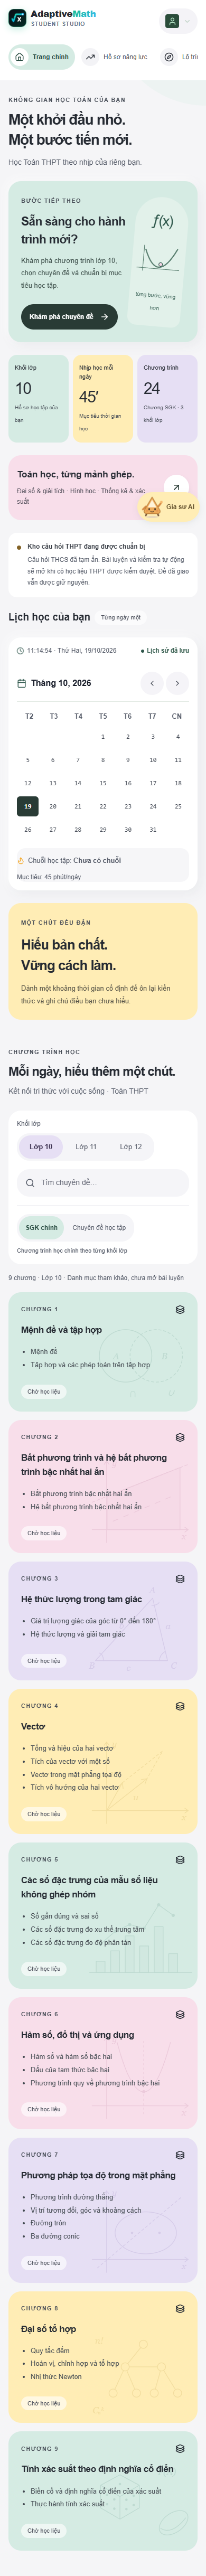 AdaptiveMath
STUDENT STUDIO
Trang chính
Hồ sơ năng lực
Lộ trì
KHÔNG GIAN HỌC TOÁN CỦA BẠN
Một khởi đầu nhỏ.
Một bước tiến mới.
Học Toán THPT theo nhịp của riêng bạn.
BƯỚC TIẾP THEO
Sẵn sàng cho hành
trình mới?
Khám phá chương trình lớp 10,
chọn chuyên đề và chuẩn bị mục
tiêu học tập.
Khám phá chuyên đề
f(x)
từng bước, vững
hơn
Khối lớp
10
Hồ sơ học tập của
bạn
Nhịp học mỗi
ngày
45′
Mục tiêu thời gian
học
Chương trình
24
Chương SGK · 3
khối lớp
Toán học, từng mảnh ghép.
Đại số & giải tích · Hình học · Thống kê & xác
suất
Gia sư AI
Kho câu hỏi THPT đang được chuẩn bị
Câu hỏi THCS đã tạm ẩn. Bài luyện và kiểm tra tự động
sẽ mở khi có học liệu THPT được kiểm duyệt. Đề đã giao
vẫn được giữ nguyên.
Lịch học của bạn
Từng ngày một
11:14:54 · Thứ Hai, 19/10/2026
Lịch sử đã lưu
Tháng 10, 2026
T2 T3 T4 T5 T6 T7 CN
1 2 3 4
5 6 7 8 9 10 11
12 13 14 15 16 17 18
19 20 21 22 23 24 25
26 27 28 29 30 31
Chuỗi học tập: Chưa có chuỗi
Mục tiêu: 45 phút/ngày
MỘT CHÚT ĐỀU ĐẶN
Hiểu bản chất.
Vững cách làm.
Dành một khoảng thời gian cố định để ôn lại kiến
thức và ghi chú điều bạn chưa hiểu.
CHƯƠNG TRÌNH HỌC
Mỗi ngày, hiểu thêm một chút.
Kết nối tri thức với cuộc sống · Toán THPT
Khối lớp
Lớp 10
Lớp 11
Lớp 12
Tìm chuyên đề...
SGK chính
Chuyên đề học tập
Chương trình học chính theo từng khối lớp
9 chương · Lớp 10 · Danh mục tham khảo, chưa mở bài luyện
CHƯƠNG 1
Mệnh đề và tập hợp
Mệnh đề
Tập hợp và các phép toán trên tập hợp
Chờ học liệu
CHƯƠNG 2
Bất phương trình và hệ bất phương
trình bậc nhất hai ẩn
Bất phương trình bậc nhất hai ẩn
Hệ bất phương trình bậc nhất hai ẩn
Chờ học liệu
CHƯƠNG 3
Hệ thức lượng trong tam giác
Giá trị lượng giác của góc từ 0° đến 180°
Hệ thức lượng và giải tam giác
Chờ học liệu
CHƯƠNG 4
Vectơ
Tổng và hiệu của hai vectơ
Tích của vectơ với một số
Vectơ trong mặt phẳng tọa độ
Tích vô hướng của hai vectơ
Chờ học liệu
CHƯƠNG 5
Các số đặc trưng của mẫu số liệu
không ghép nhóm
Số gần đúng và sai số
Các số đặc trưng đo xu thế trung tâm
Các số đặc trưng đo độ phân tán
Chờ học liệu
CHƯƠNG 6
Hàm số, đồ thị và ứng dụng
Hàm số và hàm số bậc hai
Dấu của tam thức bậc hai
Phương trình quy về phương trình bậc hai
Chờ học liệu
CHƯƠNG 7
Phương pháp tọa độ trong mặt phẳng
Phương trình đường thẳng
Vị trí tương đối, góc và khoảng cách
Đường tròn
Ba đường conic
Chờ học liệu
CHƯƠNG 8
Đại số tổ hợp
Quy tắc đếm
Hoán vị, chỉnh hợp và tổ hợp
Nhị thức Newton
Chờ học liệu
CHƯƠNG 9
Tính xác suất theo định nghĩa cổ điển
Biến cố và định nghĩa cổ điển của xác suất
Thực hành tính xác suất
Chờ học liệu